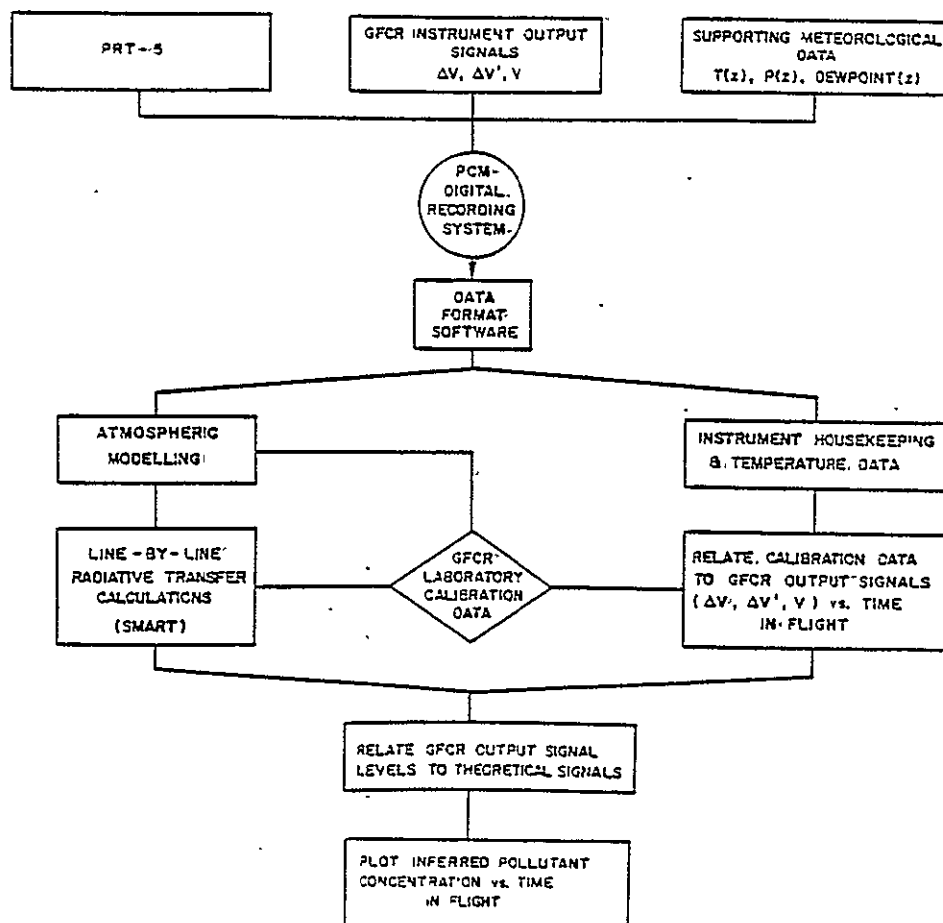 PRT-5
GFCR INSTRUMENT OUTPUT
SIGNALS
ΔV, ΔV', V
SUPPORTING METEOROLOGICAL
DATA
T(z), P(z), DEWPOINT(z)
PCM-
DIGITAL
RECORDING
SYSTEM
DATA
FORMAT
SOFTWARE
ATMOSPHERIC
MODELLING
INSTRUMENT HOUSEKEEPING
& TEMPERATURE DATA
LINE-BY-LINE
RADIATIVE TRANSFER
CALCULATIONS
(SMART)
GFCR
LABORATORY
CALIBRATION
DATA
RELATE CALIBRATION DATA
TO GFCR OUTPUT SIGNALS
(ΔV, ΔV', V) vs. TIME
IN FLIGHT
RELATE GFCR OUTPUT SIGNAL
LEVELS TO THEORETICAL SIGNALS
PLOT INFERRED POLLUTANT
CONCENTRATION vs. TIME
IN FLIGHT